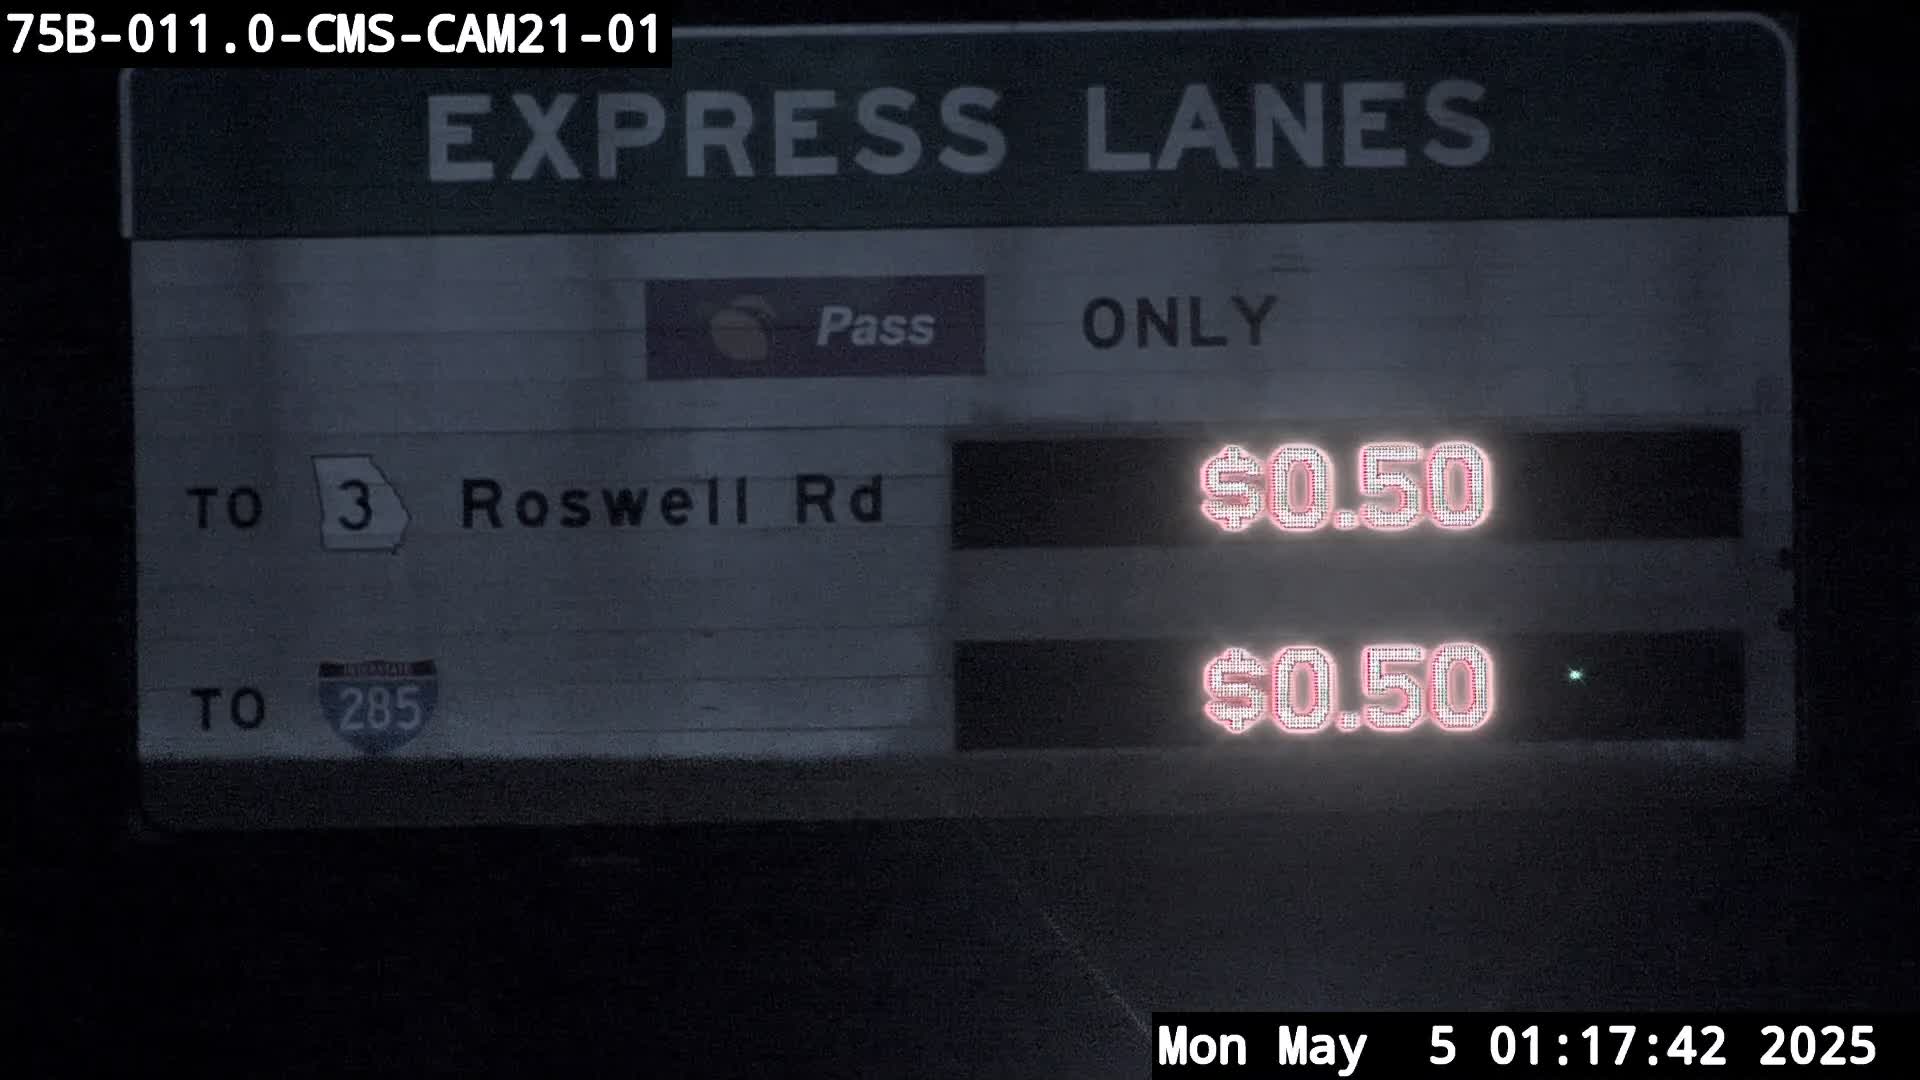 75B-011.0-CMS-CAM21-01
EXPRESS LANES
Pass ONLY
TO 3 Roswell Rd $0.50
INTERSTATE
TO 285 $0.50
Mon May 5 01:17:42 2025